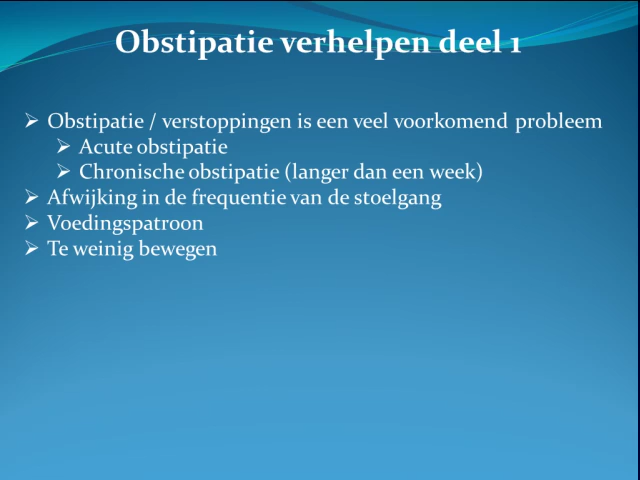 Obstipatie verhelpen deel 1
Obstipatie / verstoppingen is een veel voorkomend probleem
Acute obstipatie
Chronische obstipatie (langer dan een week)
Afwijking in de frequentie van de stoelgang
Voedingspatroon
Te weinig bewegen